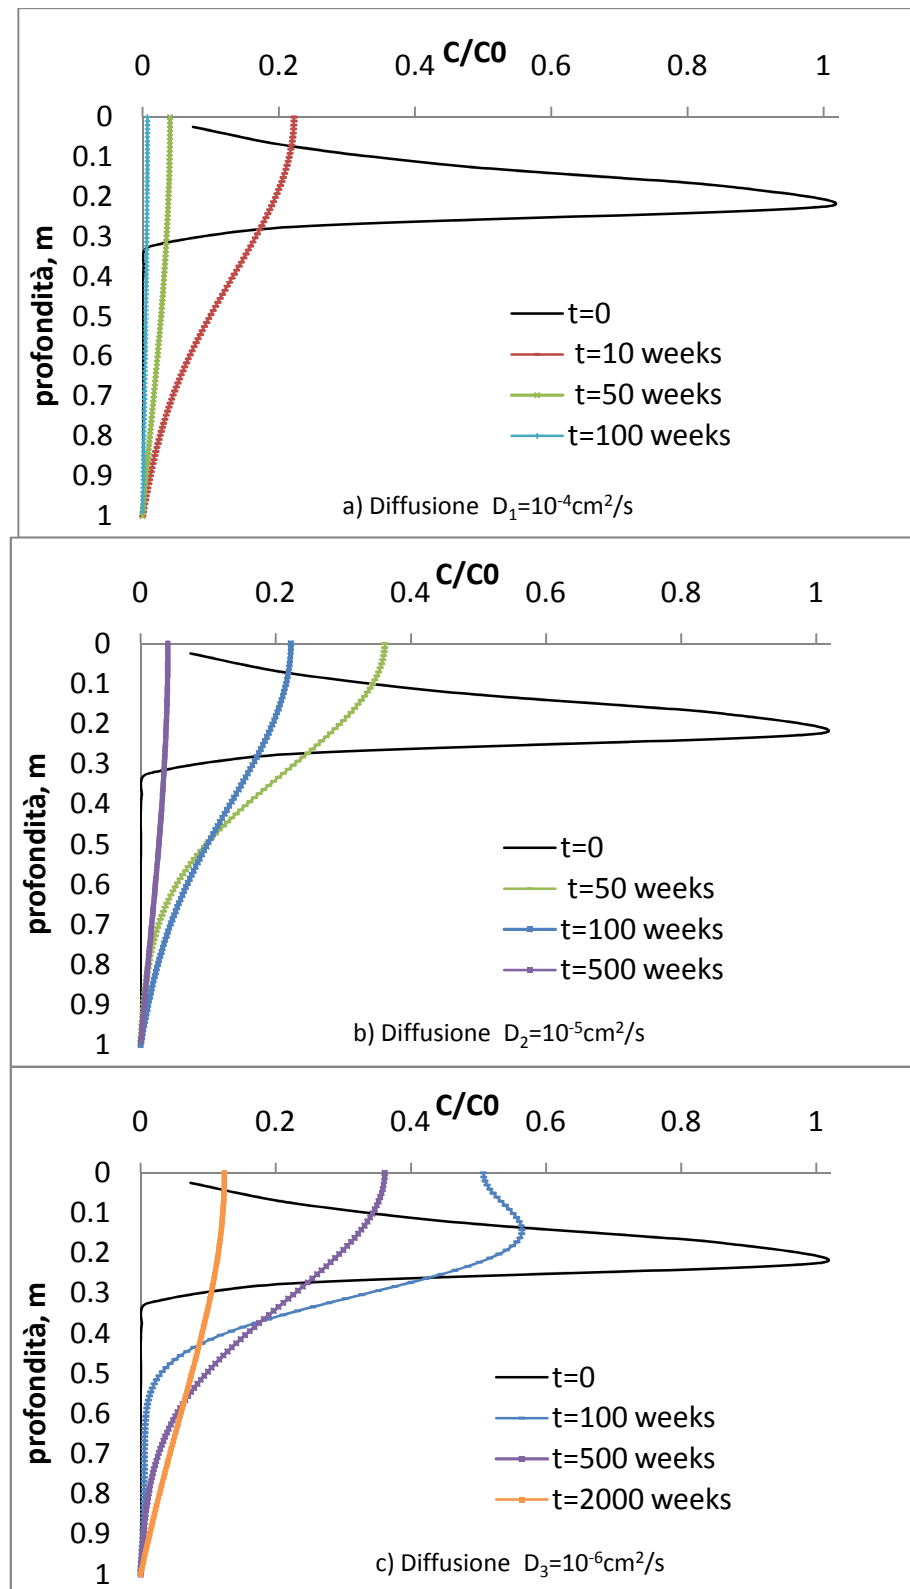 C/C0
0 0.2 0.4 0.6 0.8 1
profondità, m
0
0.1
0.2
0.3
0.4
0.5
0.6
0.7
0.8
0.9
1
t=0
t=10 weeks
t=50 weeks
t=100 weeks
a) Diffusione D₁=10⁻⁴cm²/s
C/C0
0 0.2 0.4 0.6 0.8 1
profondità, m
0
0.1
0.2
0.3
0.4
0.5
0.6
0.7
0.8
0.9
1
t=0
t=50 weeks
t=100 weeks
t=500 weeks
b) Diffusione D₂=10⁻⁵cm²/s
C/C0
0 0.2 0.4 0.6 0.8 1
profondità, m
0
0.1
0.2
0.3
0.4
0.5
0.6
0.7
0.8
0.9
1
t=0
t=100 weeks
t=500 weeks
t=2000 weeks
c) Diffusione D₃=10⁻⁶cm²/s